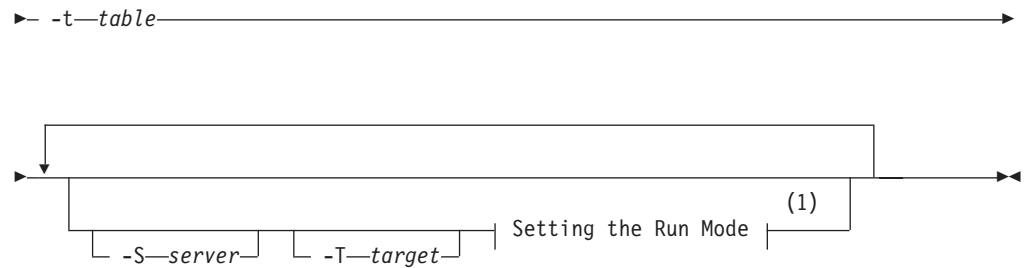 -t table
(1)
-S server -T target Setting the Run Mode